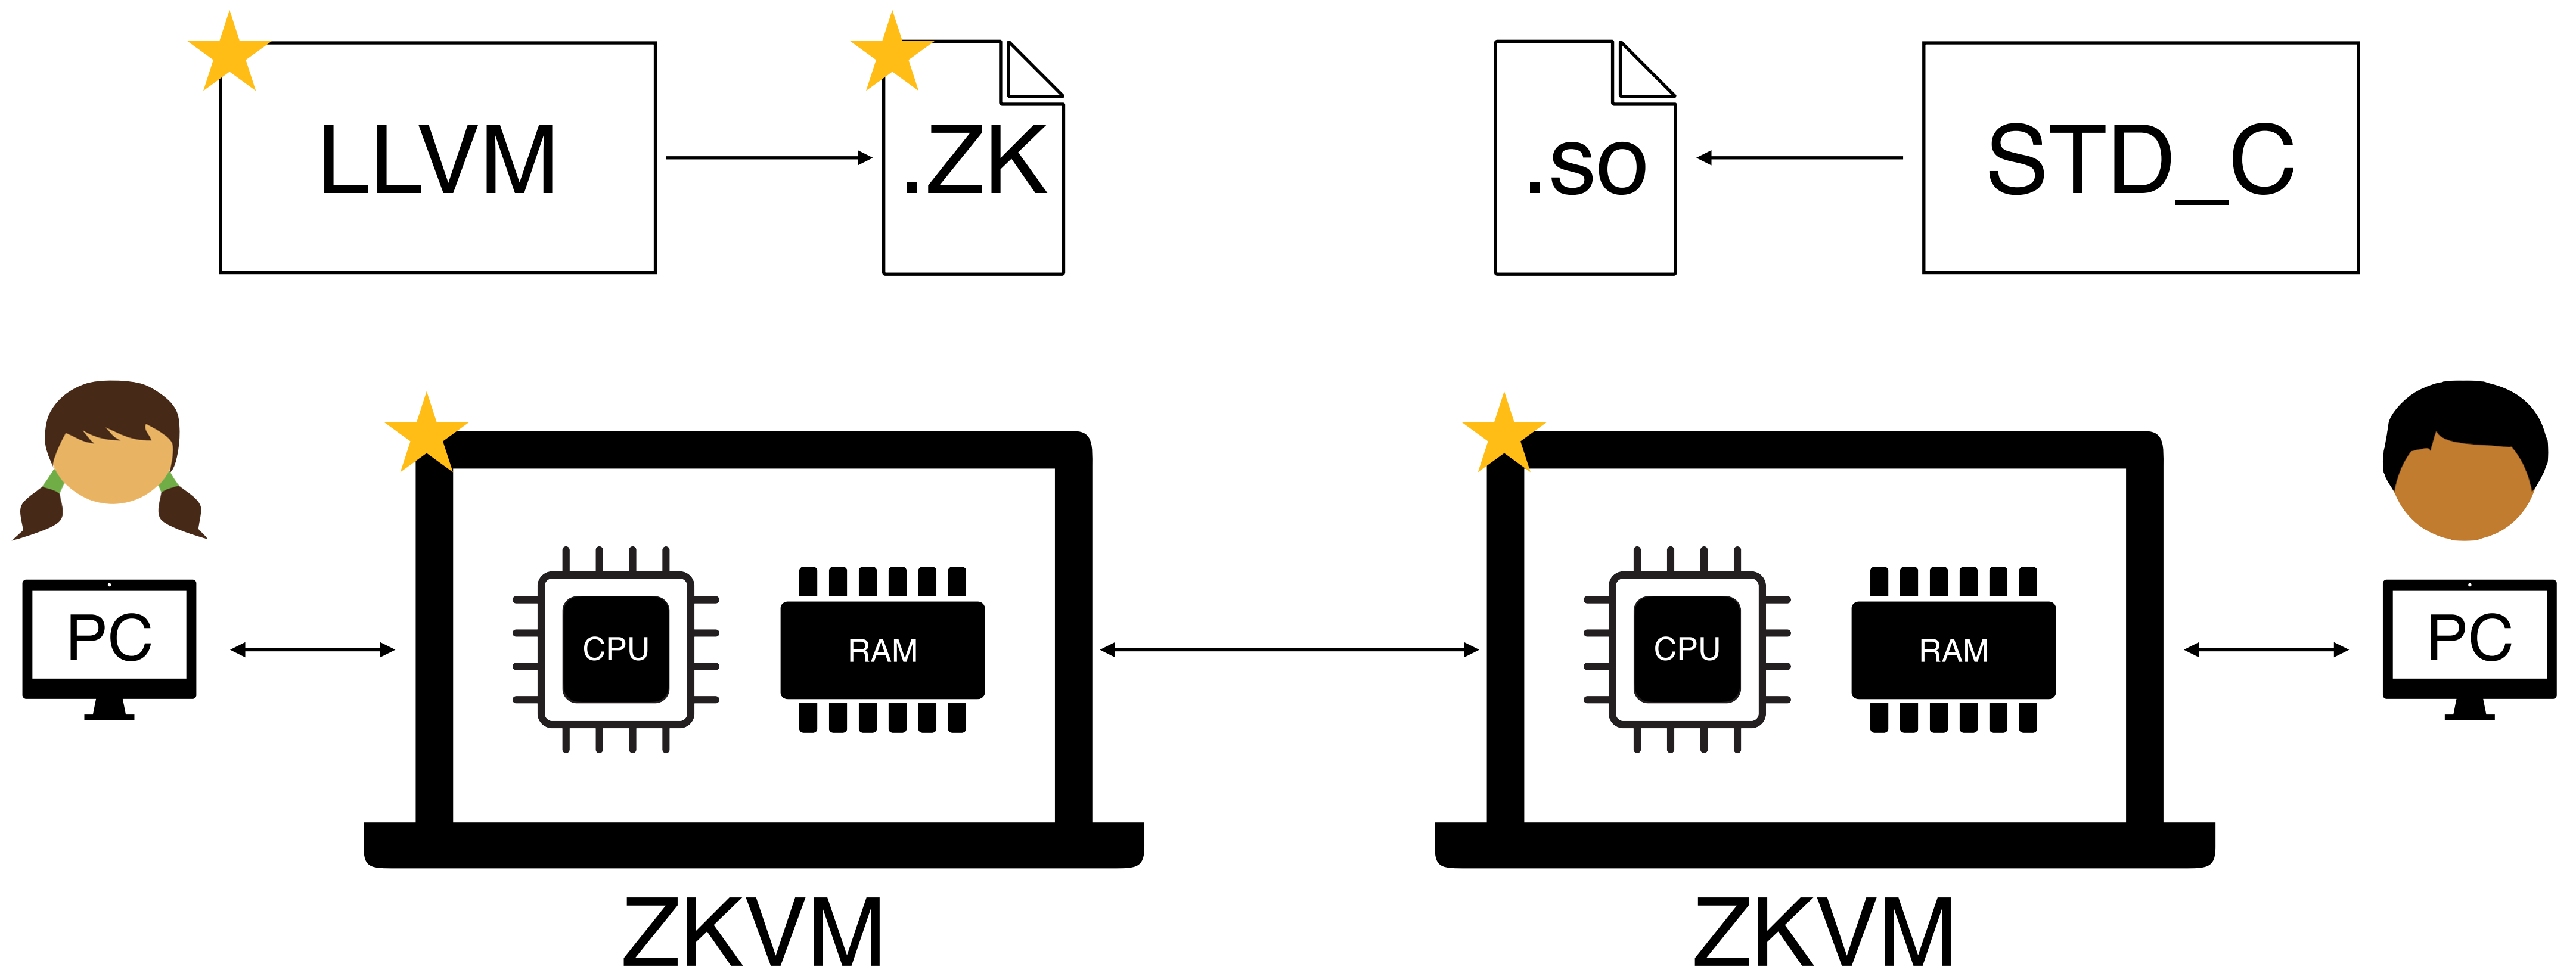 LLVM
.ZK
.so
STD_C
PC
CPU
RAM
CPU
RAM
PC
ZKVM
ZKVM